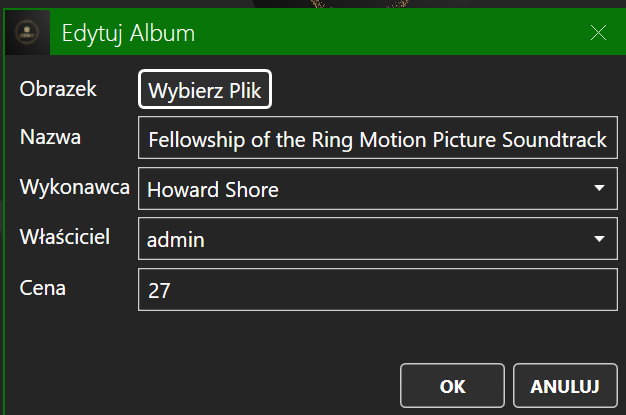 Edytuj Album
Obrazek Wybierz Plik
Nazwa Fellowship of the Ring Motion Picture Soundtrack
Wykonawca Howard Shore
Właściciel admin
Cena 27
OK ANULUJ